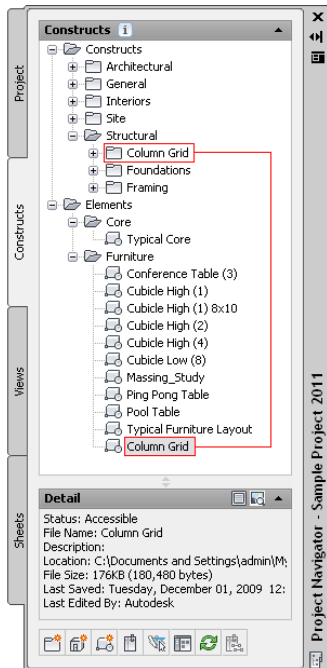 Constructs
Constructs
Architectural
General
Interiors
Site
Structural
Column Grid
Foundations
Framing
Elements
Core
Typical Core
Furniture
Conference Table (3)
Cubicle High (1)
Cubicle High (1) 8x10
Cubicle High (2)
Cubicle High (4)
Cubicle Low (8)
Massing_Study
Ping Pong Table
Pool Table
Typical Furniture Layout
Column Grid
Detail
Status: Accessible
File Name: Column Grid
Description:
Location: C:\Documents and Settings\admin\My
File Size: 176KB (180,480 bytes)
Last Saved: Tuesday, December 01, 2009 12:
Last Edited By: Autodesk
Project
Constructs
Views
Sheets
Project Navigator - Sample Project 2011